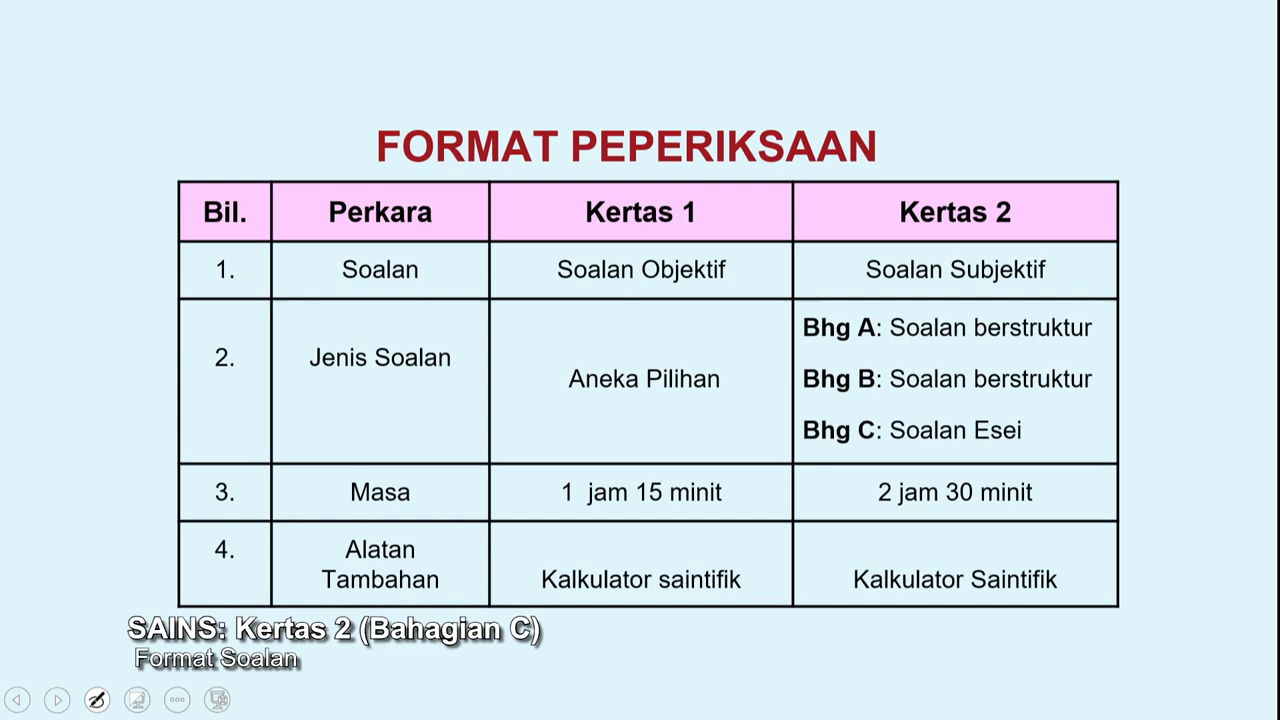 FORMAT PEPERIKSAAN
Bil. Perkara Kertas 1 Kertas 2
1. Soalan Soalan Objektif Soalan Subjektif
2. Jenis Soalan Aneka Pilihan
Bhg A: Soalan berstruktur
Bhg B: Soalan berstruktur
Bhg C: Soalan Esei
3. Masa 1 jam 15 minit 2 jam 30 minit
4. Alatan
Tambahan Kalkulator saintifik Kalkulator Saintifik
SAINS: Kertas 2 (Bahagian C)
Format Soalan